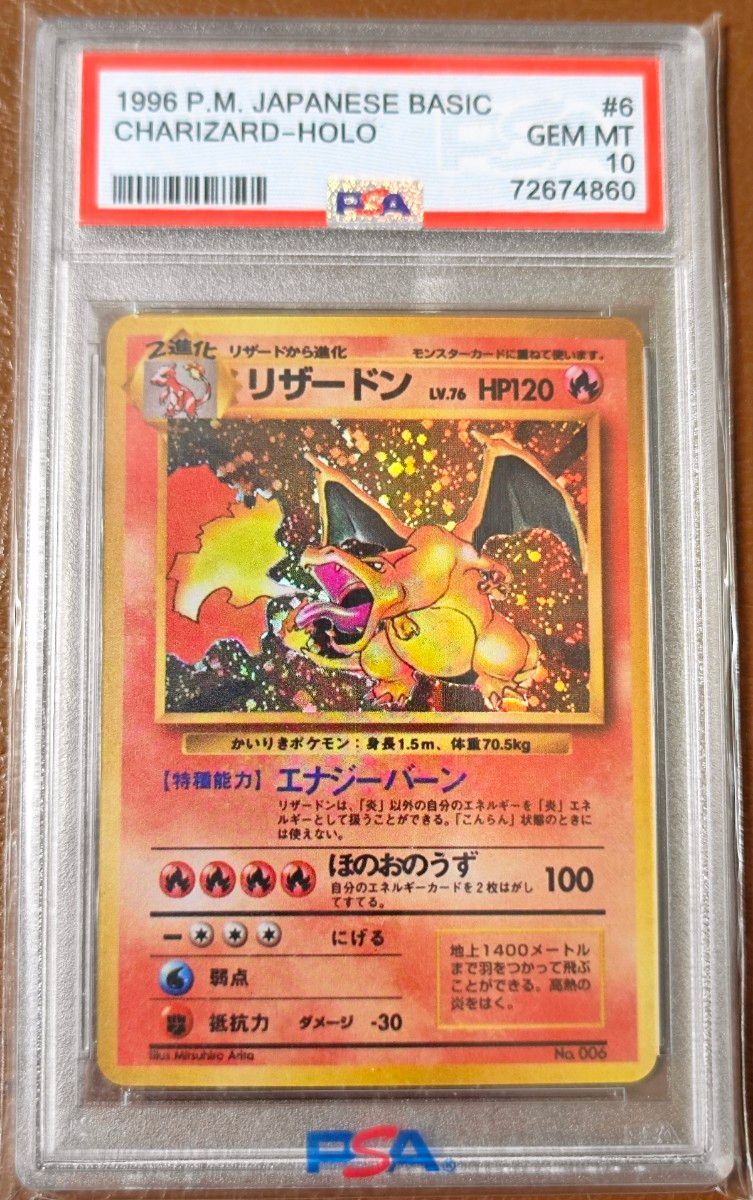 1996 P.M. JAPANESE BASIC #6
CHARIZARD-HOLO GEM MT
10
72674860
PSA
2進化 リザードから進化 モンスターカードに重ねて使います。
リザードン LV.76 HP120
かいりきポケモン：身長1.5m、体重70.5kg
【特種能力】エナジーバーン
リザードンは、「炎」以外の自分のエネルギーを「炎」エネ
ルギーとして扱うことができる。「こんらん」状態のときに
は使えない。
ほのおのうず 100
自分のエネルギーカードを2枚はがし
てすてる。
にげる
弱点
抵抗力 ダメージ -30
地上1400メートル
まで羽をつかって飛ぶ
ことができる。高熱の
炎をはく。
Illus Mitsuhiro Arita No. 006
PSA®